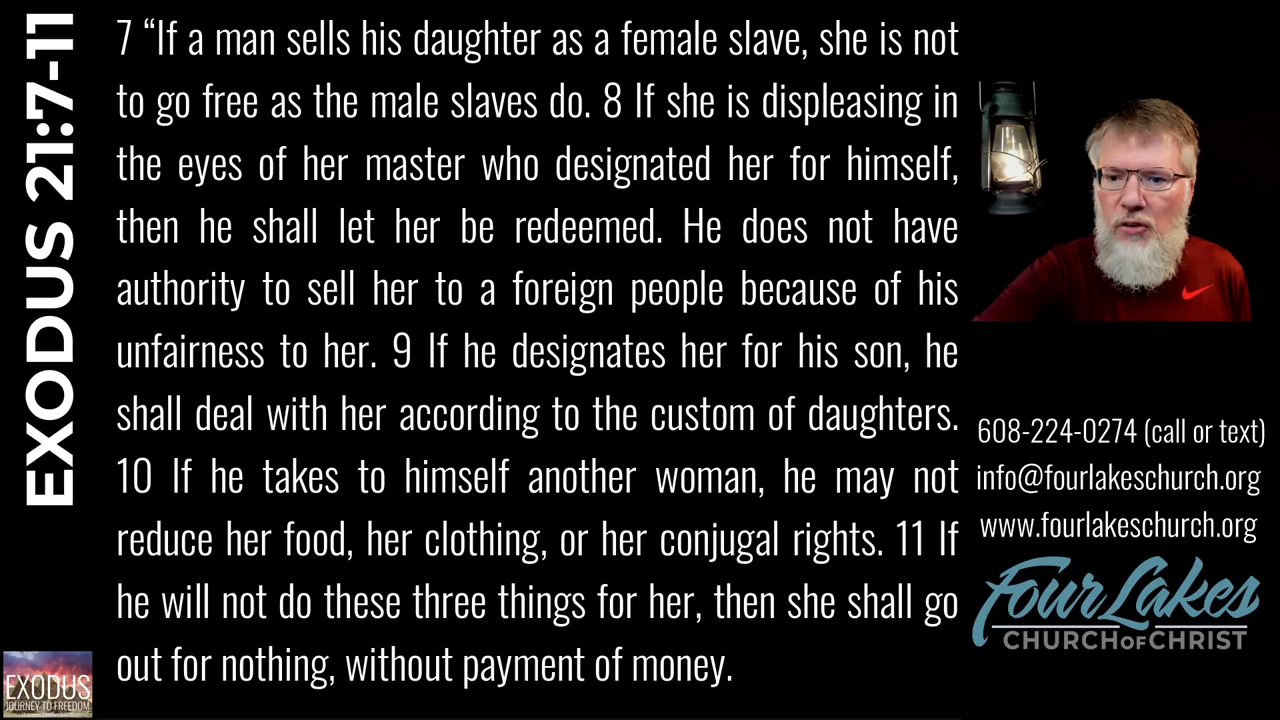 EXODUS 21:7-11
7 “If a man sells his daughter as a female slave, she is not
to go free as the male slaves do. 8 If she is displeasing in
the eyes of her master who designated her for himself,
then he shall let her be redeemed. He does not have
authority to sell her to a foreign people because of his
unfairness to her. 9 If he designates her for his son, he
shall deal with her according to the custom of daughters.
10 If he takes to himself another woman, he may not
reduce her food, her clothing, or her conjugal rights. 11 If
he will not do these three things for her, then she shall go
out for nothing, without payment of money.
608-224-0274 (call or text)
info@fourlakeschurch.org
www.fourlakeschurch.org
Four Lakes
CHURCH OF CHRIST
EXODUS
JOURNEY TO FREEDOM